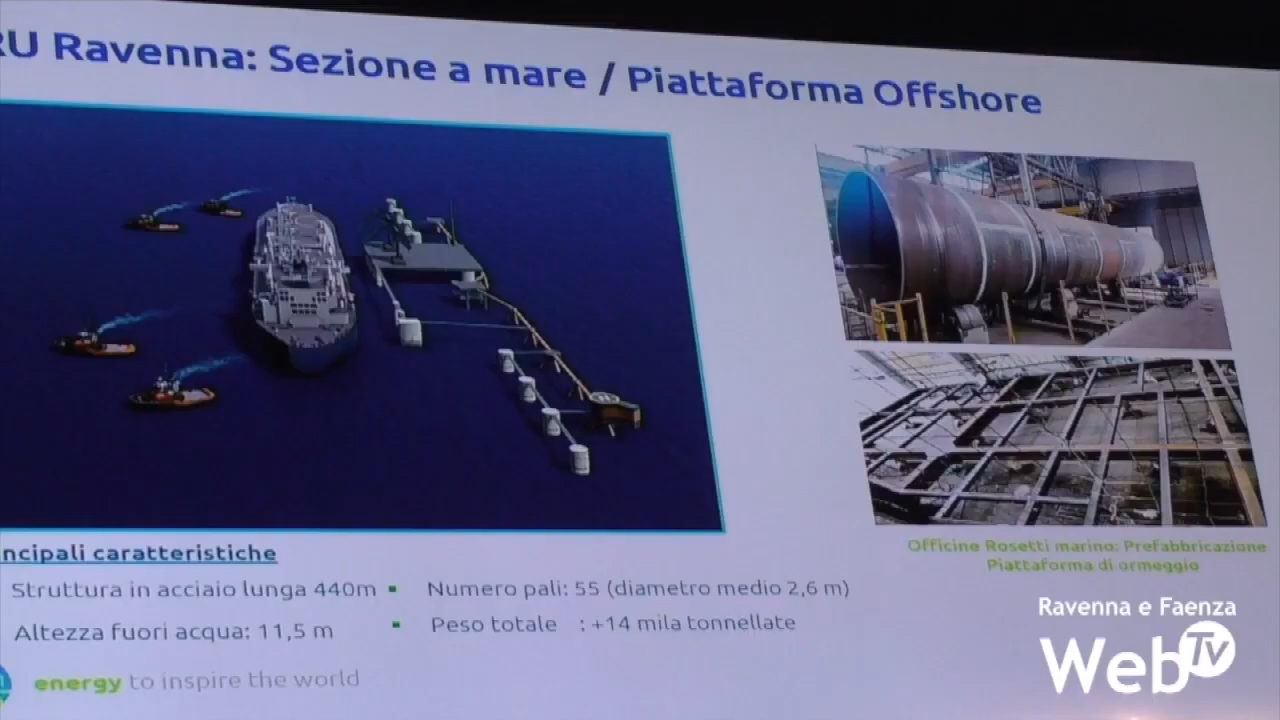 RU Ravenna: Sezione a mare / Piattaforma Offshore
ncipali caratteristiche
Struttura in acciaio lunga 440m ▪ Numero pali: 55 (diametro medio 2,6 m)
Altezza fuori acqua: 11,5 m ▪ Peso totale : +14 mila tonnellate
energy to inspire the world
Officine Rosetti marino: Prefabbricazione
Piattaforma di ormeggio
Ravenna e Faenza
Web Tv